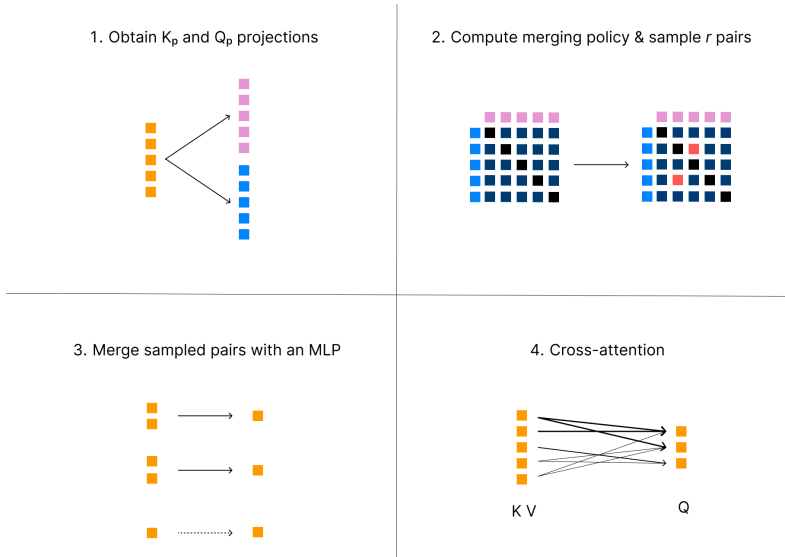 1. Obtain Kp and Qp projections
2. Compute merging policy & sample r pairs
3. Merge sampled pairs with an MLP
4. Cross-attention
K V
Q